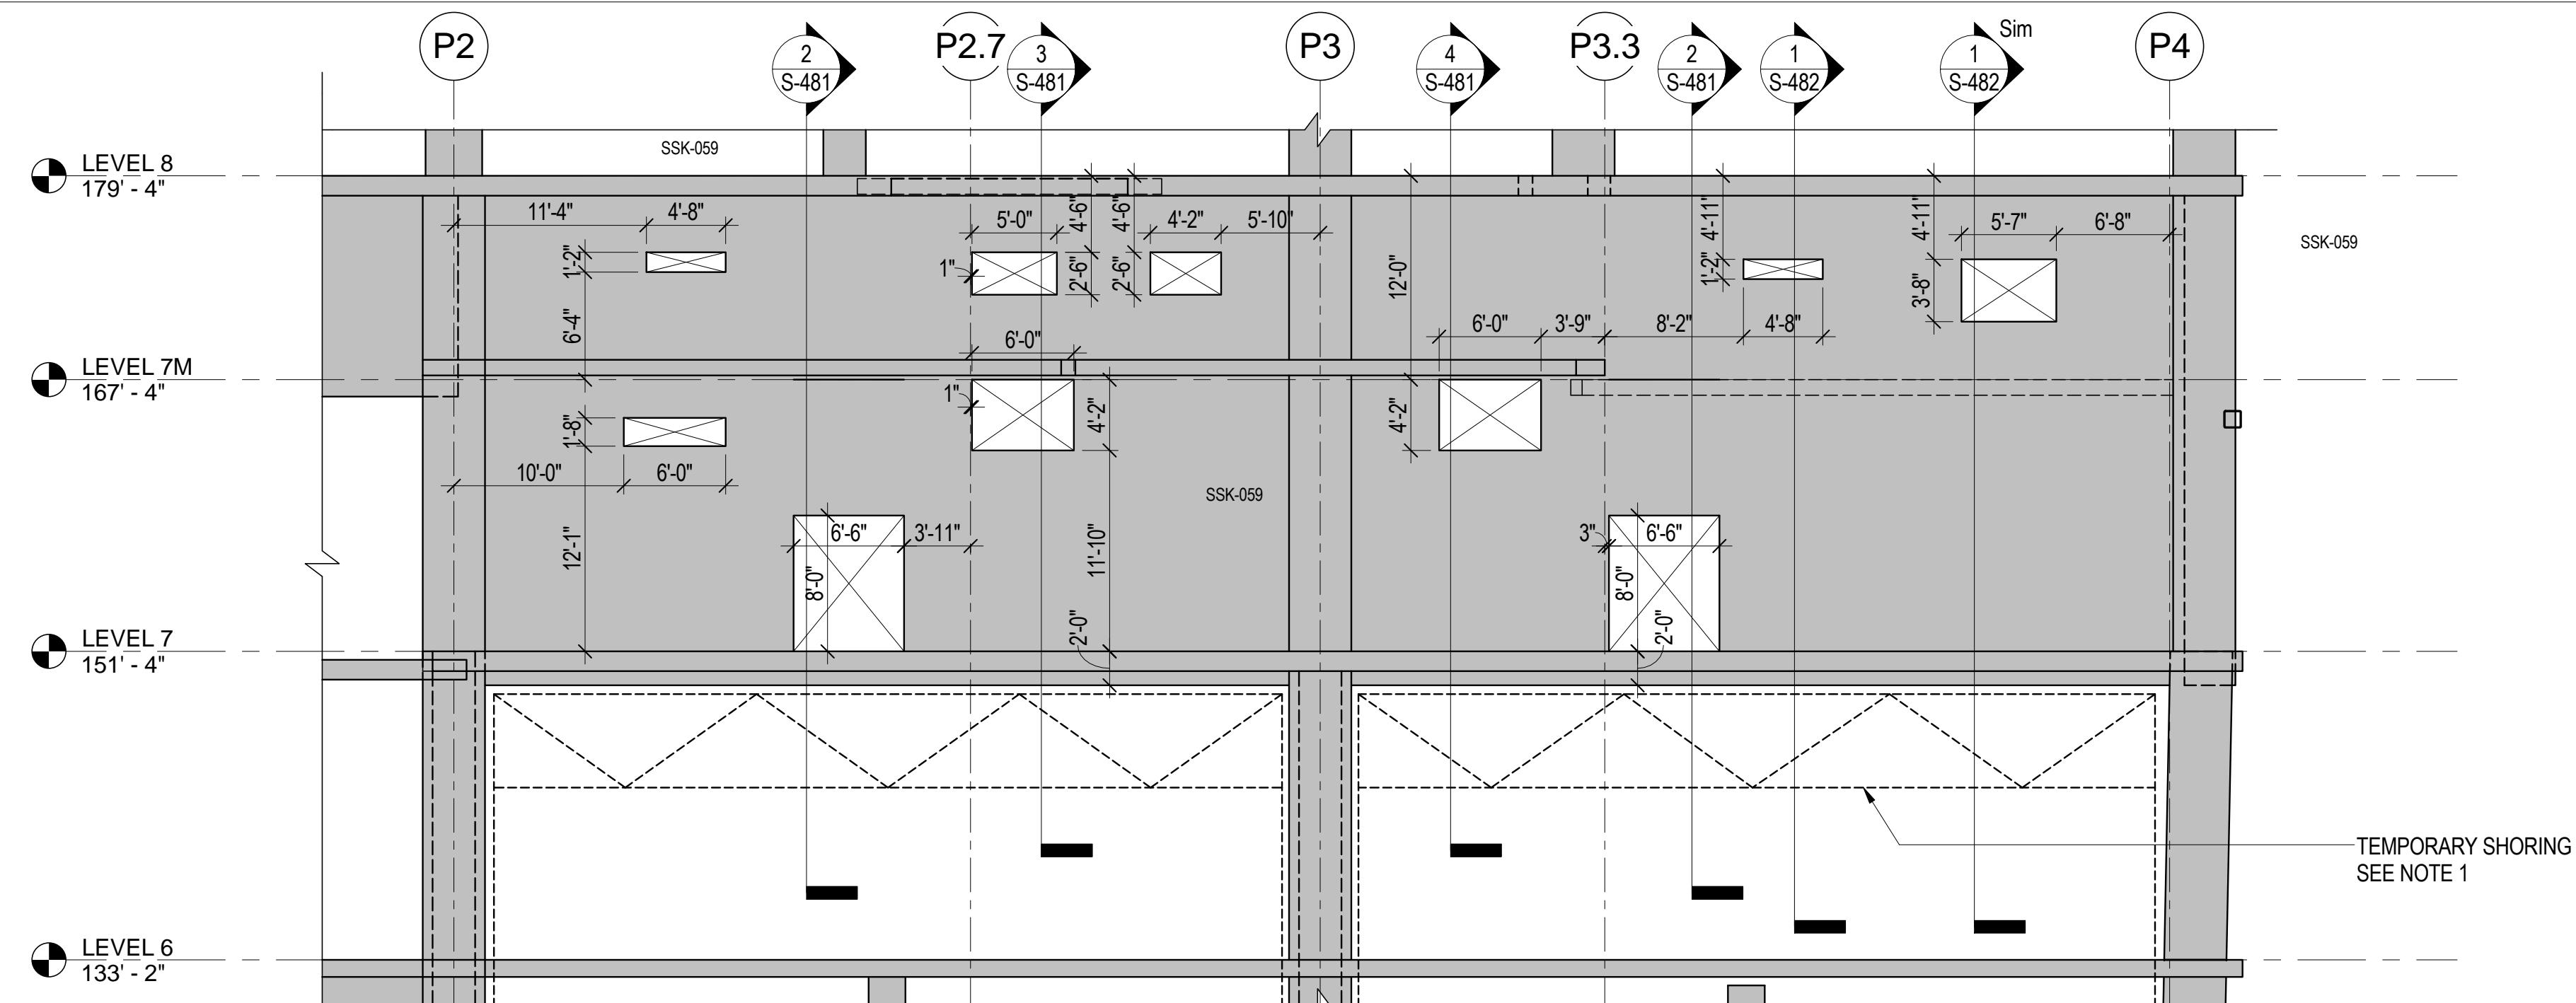 P2
2
S-481
P2.7
3
S-481
P3
4
S-481
P3.3
2
S-481
1
S-482
1
S-482
Sim
P4
LEVEL 8
179' - 4"
SSK-059
11'-4"
4'-8"
5'-0"
4'-6"
4'-6"
4'-2"
5'-10"
4'-11"
4'-11"
5'-7"
6'-8"
SSK-059
1'-2"
1"
2'-6"
2'-6"
12'-0"
1'-2"
3'-8"
6'-4"
6'-0"
6'-0"
3'-9"
8'-2"
4'-8"
LEVEL 7M
167' - 4"
1"
4'-2"
4'-2"
1'-8"
10'-0"
6'-0"
SSK-059
12'-1"
6'-6"
3'-11"
11'-10"
3"
6'-6"
8'-0"
8'-0"
2'-0"
2'-0"
LEVEL 7
151' - 4"
TEMPORARY SHORING
SEE NOTE 1
LEVEL 6
133' - 2"